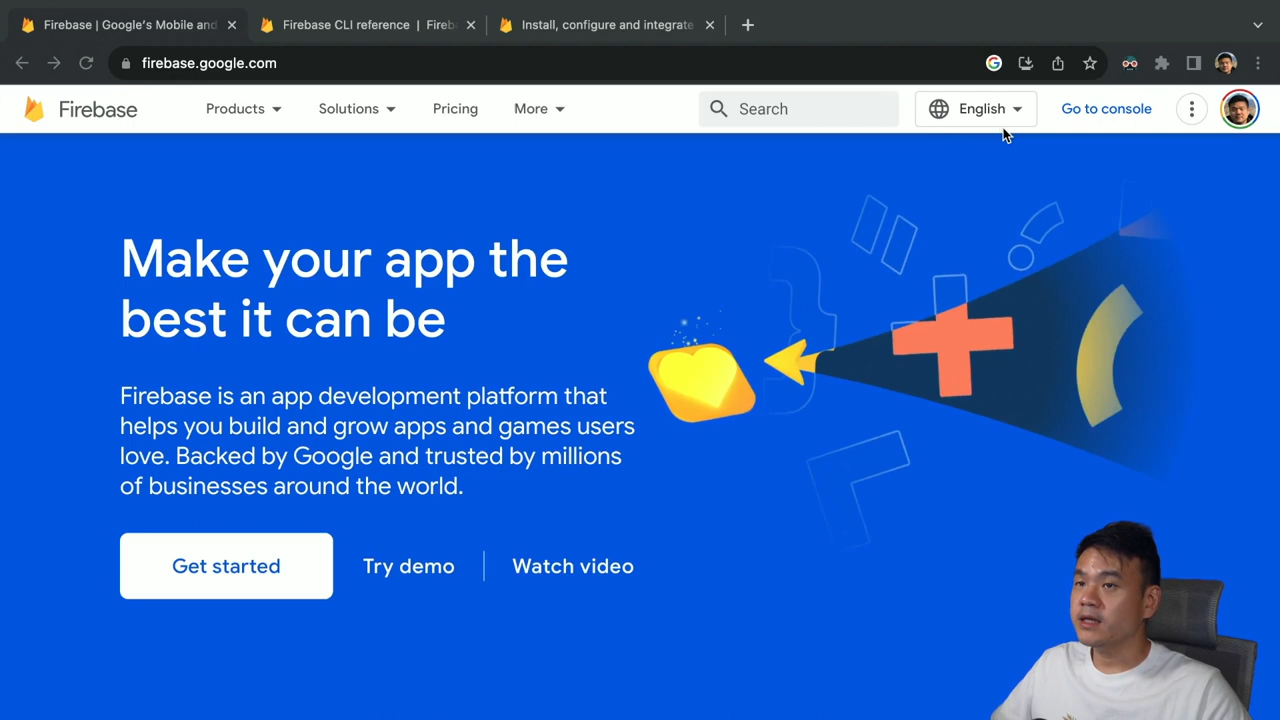 Firebase | Google's Mobile and
Firebase CLI reference | Fireb
Install, configure and integrate
firebase.google.com
Firebase
Products
Solutions
Pricing
More
Search
English
Go to console
Make your app the
best it can be
Firebase is an app development platform that
helps you build and grow apps and games users
love. Backed by Google and trusted by millions
of businesses around the world.
Get started
Try demo
Watch video